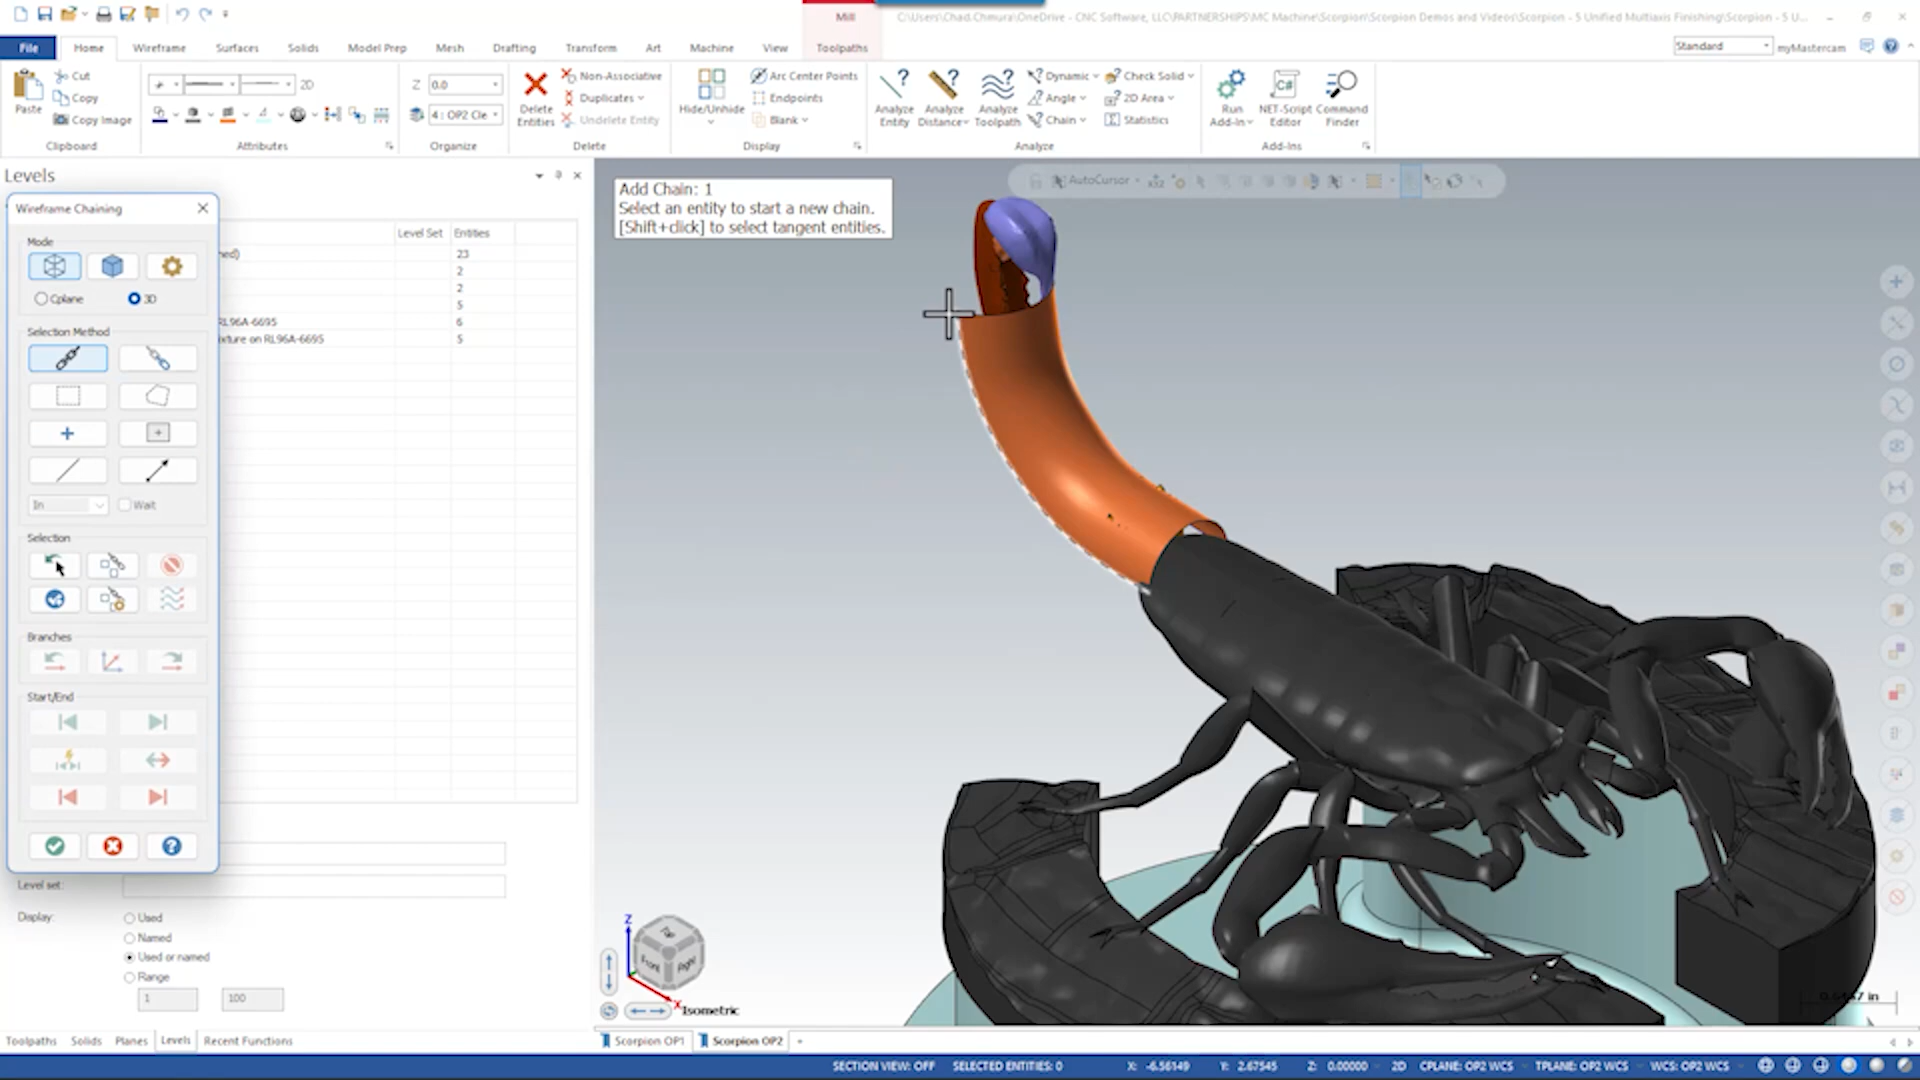 Mill
C:\Users\Chad.Chmura\OneDrive - CNC Software, LLC\PARTNERSHIPS\MC Machine\Scorpion\Scorpion Demos and Videos\Scorpion - 5 Unified Multiaxis Finishing\Scorpion - 5 U...
File Home Wireframe Surfaces Solids Model Prep Mesh Drafting Transform Art Machine View Toolpaths
Standard myMastercam
Paste Cut Copy Copy Image
Clipboard
2D
Attributes
Z 0.0
4 : OP2 Cle
Organize
Delete Entities Non-Associative Duplicates Undelete Entity
Delete
Hide/Unhide Arc Center Points Endpoints Blank
Display
Analyze Entity Analyze Distance Analyze Toolpath Dynamic Angle Chain Check Solid 2D Area Statistics
Analyze
Run Add-In NET-Script Editor Command Finder
Add-Ins
Levels
Wireframe Chaining
Mode
Cplane 3D
Selection Method
In Wait
Selection
Branches
Start/End
Level Set Entities
ned) 23
2
2
5
RL96A-6695 6
ixture on RL96A-6695 5
Level set:
Display: Used
Named
Used or named
Range
1 100
Add Chain: 1
Select an entity to start a new chain.
[Shift+click] to select tangent entities.
AutoCursor
Z
Front Right
X
Isometric
Toolpaths Solids Planes Levels Recent Functions
Scorpion OP1 Scorpion OP2 +
SECTION VIEW: OFF SELECTED ENTITIES: 0 X: -6.56149 Y: 2.67545 Z: 0.00000 2D CPLANE: OP2 WCS TPLANE: OP2 WCS WCS: OP2 WCS